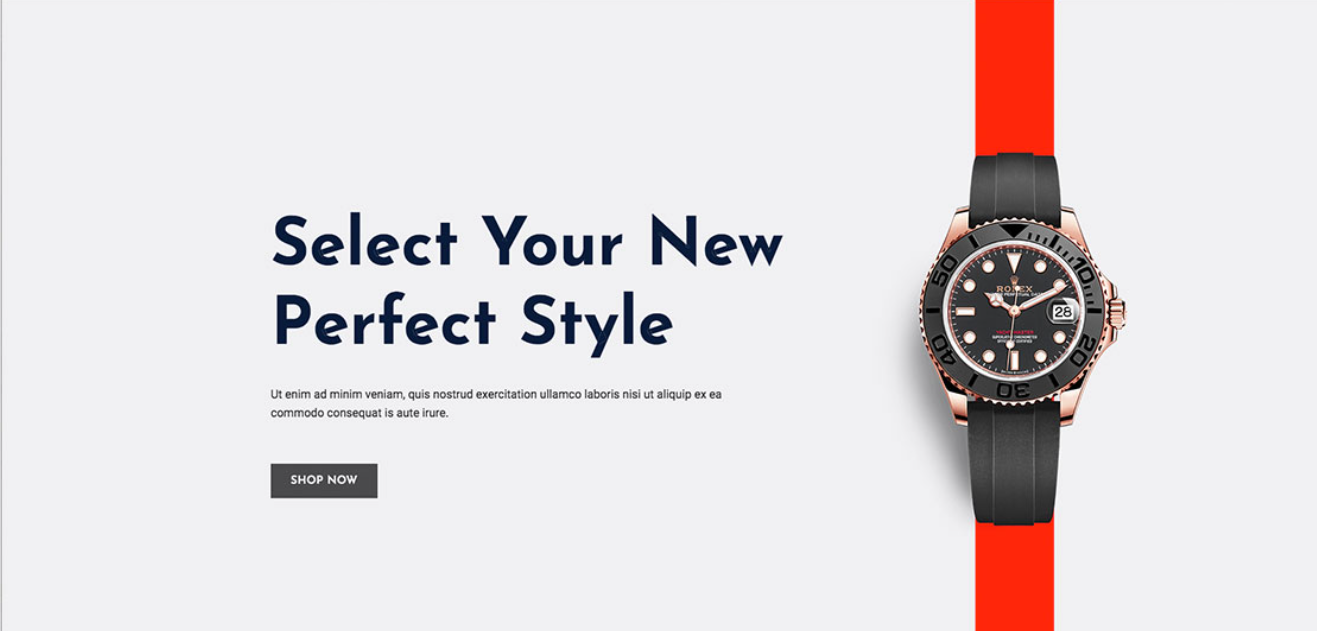 Select Your New
Perfect Style
Ut enim ad minim veniam, quis nostrud exercitation ullamco laboris nisi ut aliquip ex ea
commodo consequat is aute irure.
SHOP NOW
ROLEX
50
10
28
40
20
30